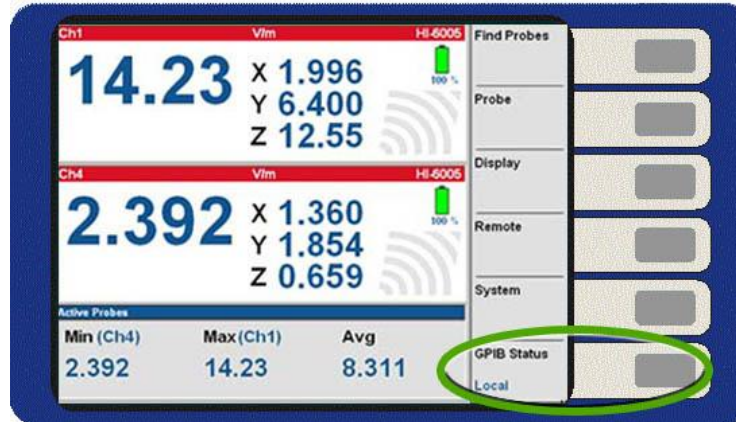 Ch1 V/m HI-6005
14.23
X 1.996
Y 6.400
Z 12.55
100 %
Ch4 V/m HI-6005
2.392
X 1.360
Y 1.854
Z 0.659
100 %
Active Probes
Min (Ch4) Max (Ch1) Avg
2.392 14.23 8.311
Find Probes
Probe
Display
Remote
System
GPIB Status
Local